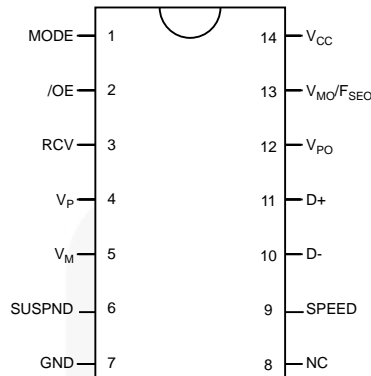 MODE 1 14 VCC
/OE 2 13 VMO/FSEO
RCV 3 12 VPO
VP 4 11 D+
VM 5 10 D-
SUSPND 6 9 SPEED
GND 7 8 NC